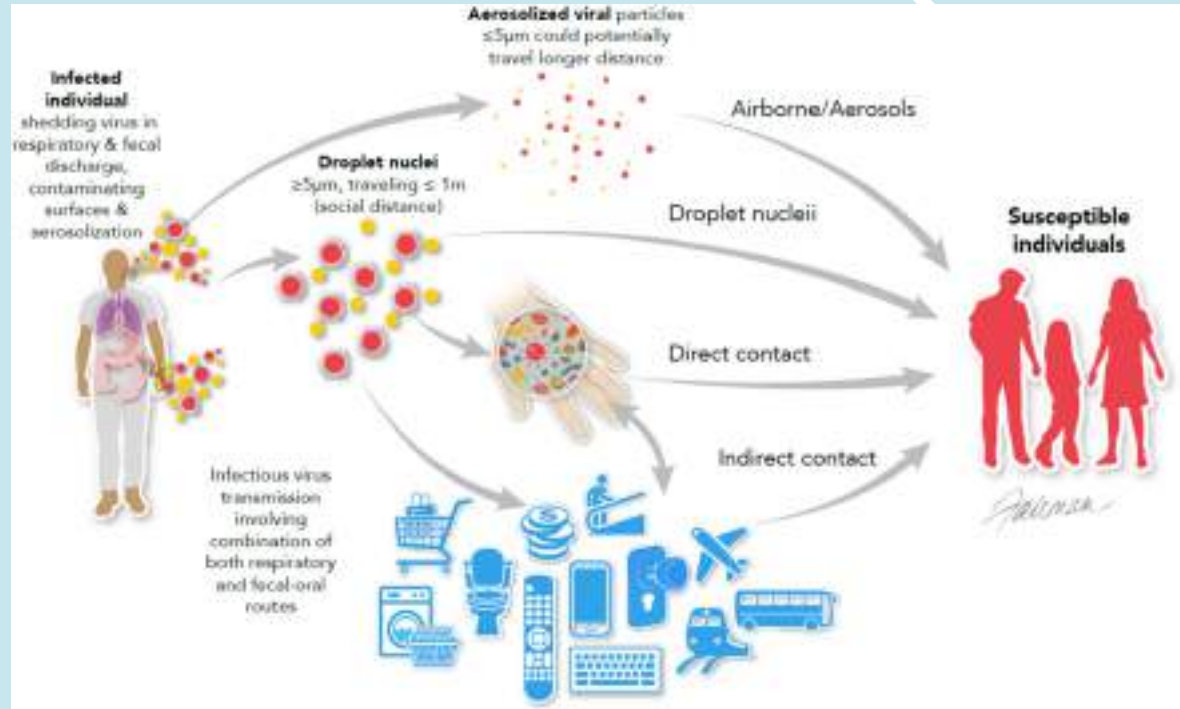 Aerosolized viral particles
≤5μm could potentially
travel longer distance
Infected
individual
shedding virus in
respiratory & fecal
discharge,
contaminating
surfaces &
aerosolization
Droplet nuclei
≥5μm, traveling ≤ 1m
(social distance)
Airborne/Aerosols
Droplet nucleii
Susceptible
individuals
Direct contact
Indirect contact
Infectious virus
transmission
involving
combination of
both respiratory
and fecal-oral
routes
$